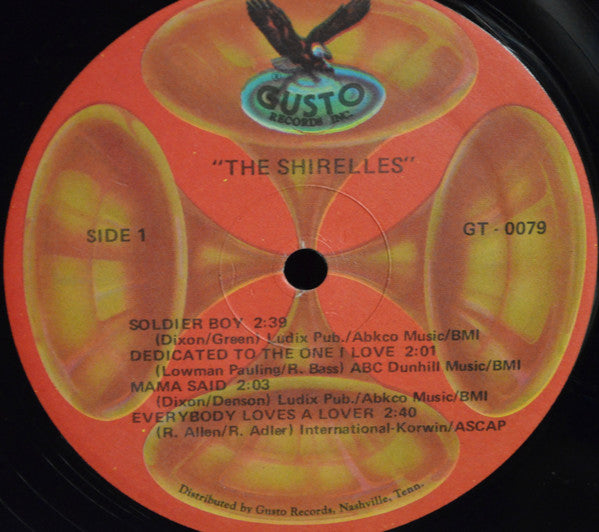 GUSTO
RECORDS INC.
"THE SHIRELLES"
SIDE 1
GT - 0079
SOLDIER BOY 2:39
(Dixon/Green) Ludix Pub./Abkco Music/BMI
DEDICATED TO THE ONE I LOVE 2:01
(Lowman Pauling/R. Bass) ABC Dunhill Music/BMI
MAMA SAID 2:03
(Dixon/Denson) Ludix Pub./Abkco Music/BMI
EVERYBODY LOVES A LOVER 2:40
(R. Allen/R. Adler) International-Korwin/ASCAP
Distributed by Gusto Records, Nashville, Tenn.